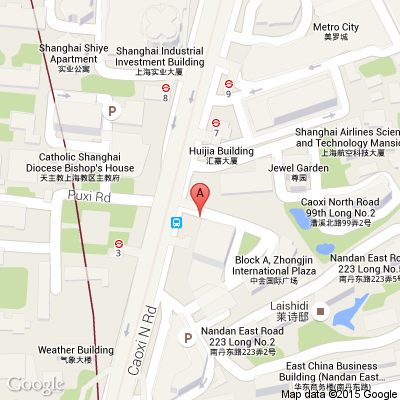 Metro City
美罗城
Shanghai Shiye
Apartment
实业公寓
Shanghai Industrial
Investment Building
上海实业大厦
8
9
P
7
Shanghai Airlines Scien
and Technology Mansio
上海航空科技大厦
Huijia Building
汇嘉大厦
Catholic Shanghai
Diocese Bishop's House
天主教上海教区主教府
Jewel Garden
尊园
Puxi Rd
A
Caoxi North Road
99th Long No.2
漕溪北路99弄2号
3
Block A, Zhongjin
International Plaza
中金国际广场
Nandan East Road
223 Long No.5
南丹东路223弄5号
Caoxi N Rd
Laishidi
莱诗邸
Nandan East Road
223 Long No.2
南丹东路223弄2号
P
Weather Building
气象大楼
East China Business
Building (Nandan East...
华东商务楼(南丹东路)
Google
Map data ©2015 Google